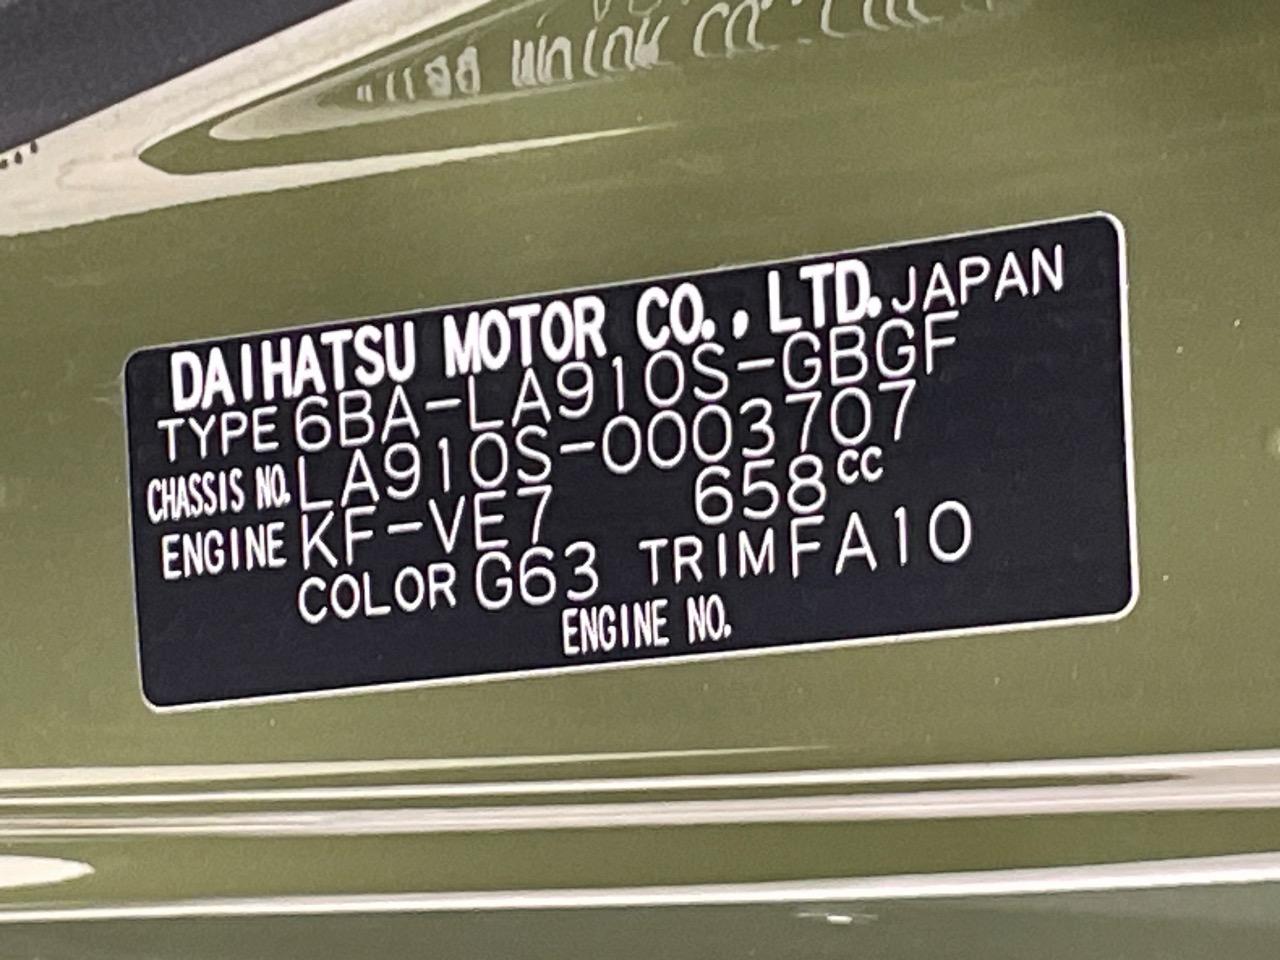 DAIHATSU MOTOR CO., LTD. JAPAN
TYPE 6BA-LA910S-GBGF
CHASSIS NO. LA910S-0003707
ENGINE KF-VE7 658cc
COLOR G63 TRIM FA10
ENGINE NO.